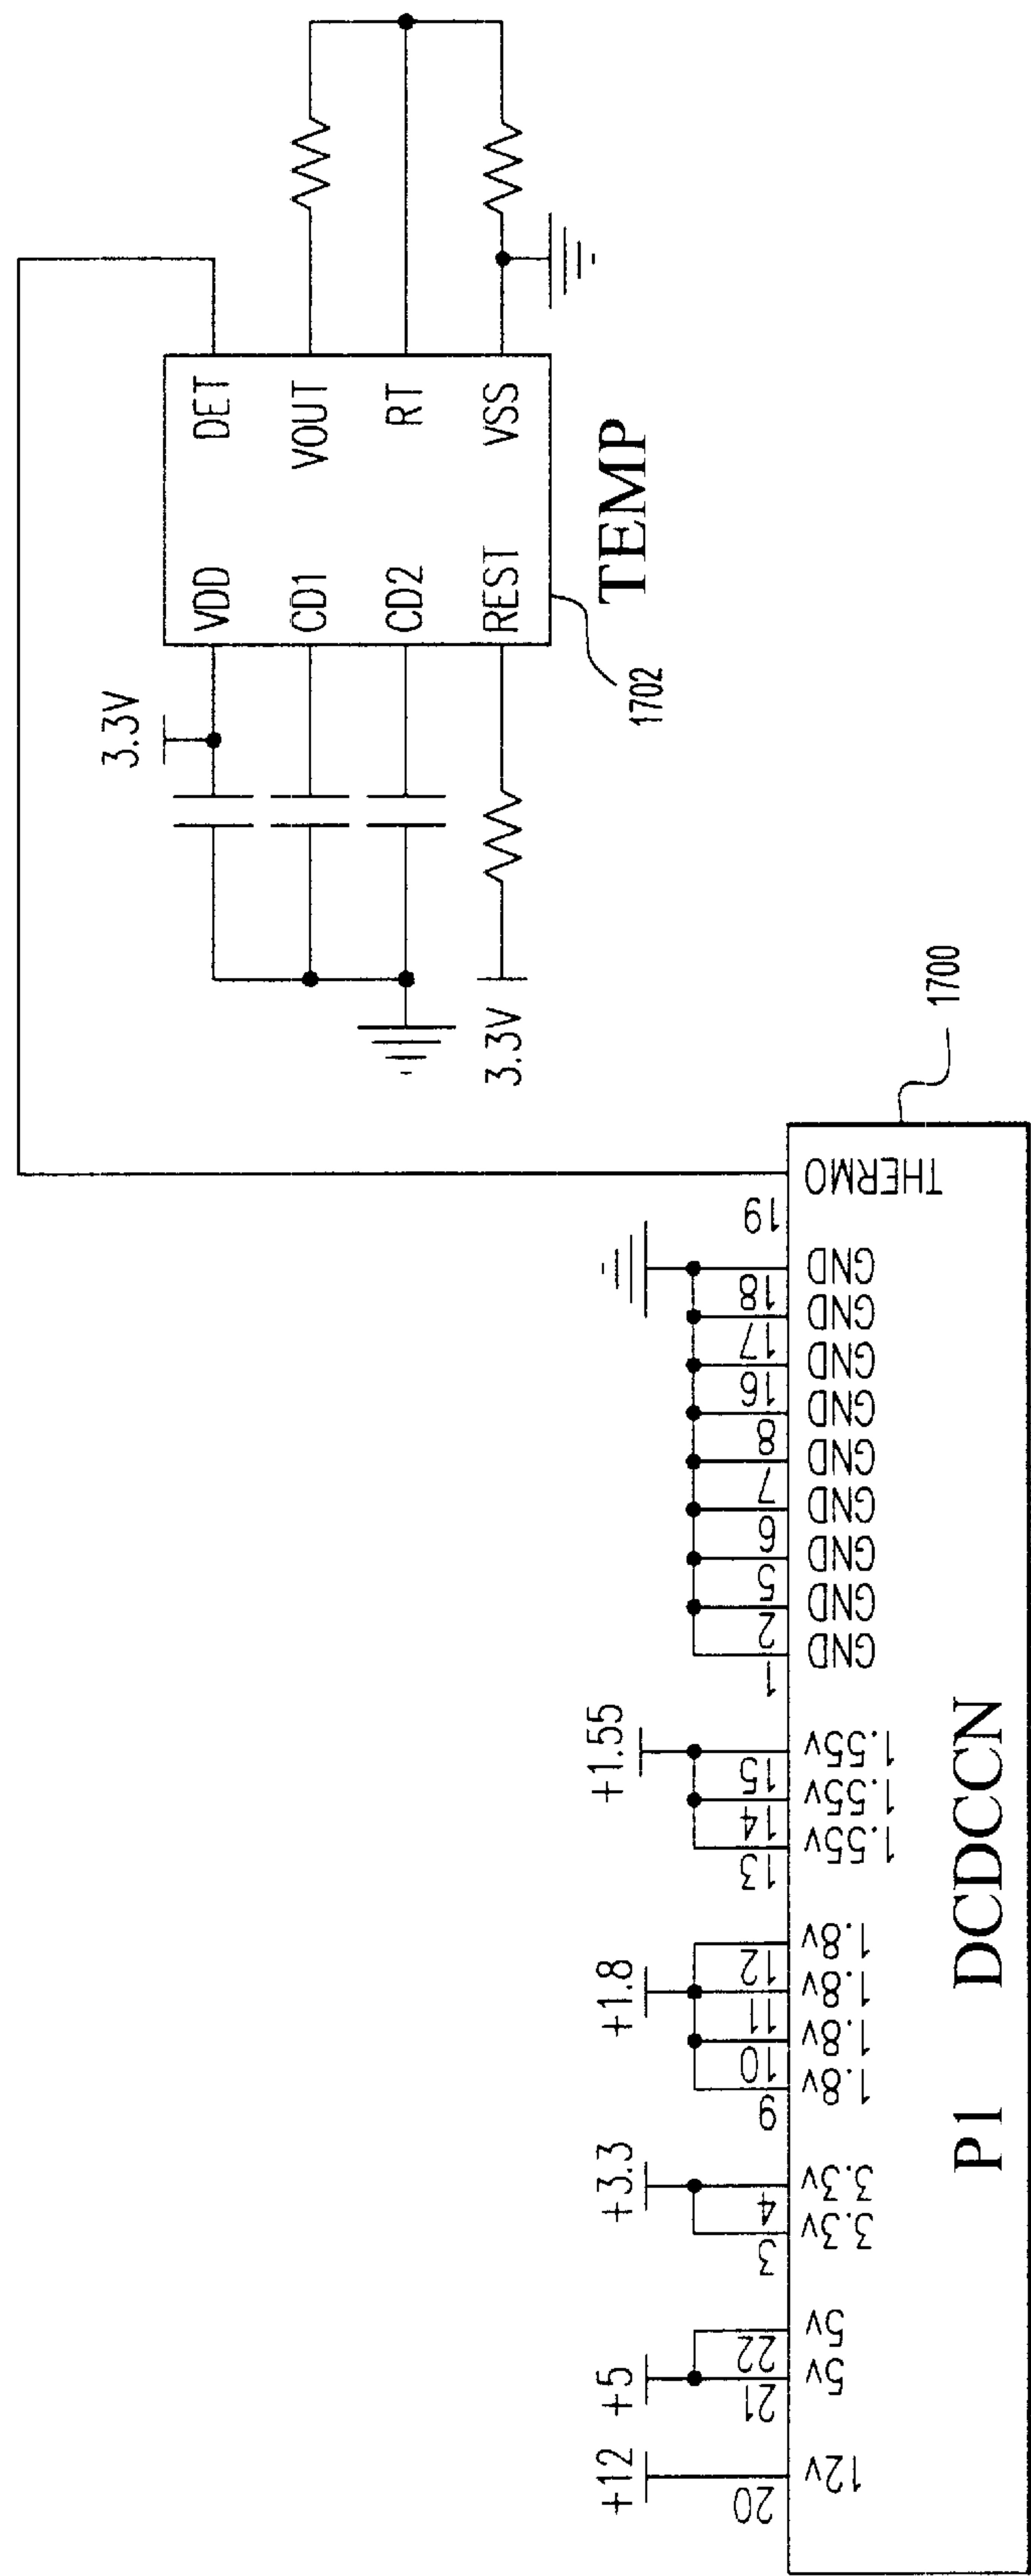 3.3V
VDD
DET
CD1
VOUT
CD2
RT
REST
VSS
3.3V
TEMP
1702
+12
+5
+3.3
+1.8
+1.55
20
21
22
3
4
9
10
11
12
13
14
15
1
2
5
6
7
8
16
17
18
19
12v
5v
5v
3.3v
3.3v
1.8v
1.8v
1.8v
1.8v
1.55v
1.55v
1.55v
GND
GND
GND
GND
GND
GND
GND
GND
GND
THERMO
P1 DCDCCN
1700